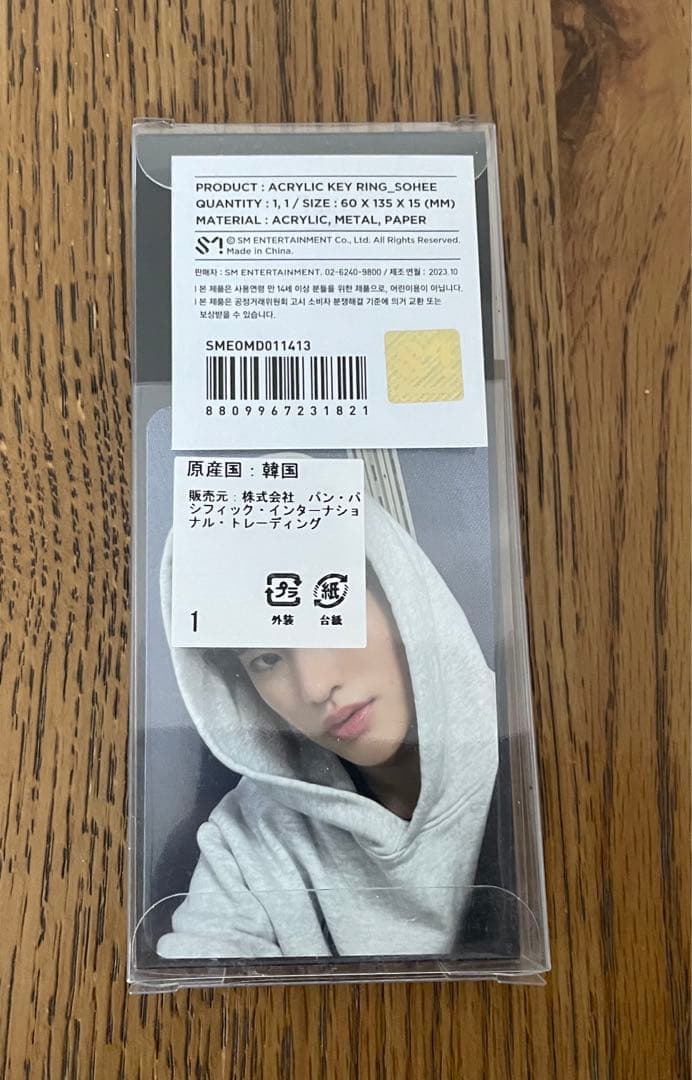 PRODUCT : ACRYLIC KEY RING_SOHEE
QUANTITY : 1, 1 / SIZE : 60 X 135 X 15 (MM)
MATERIAL : ACRYLIC, METAL, PAPER
SM © SM ENTERTAINMENT Co., Ltd. All Rights Reserved.
Made in China.
판매자 : SM ENTERTAINMENT. 02-6240-9800 / 제조연월 : 2023.10
l 본 제품은 사용연령 만 14세 이상 분들을 위한 제품으로, 어린이용이 아닙니다.
l 본 제품은 공정거래위원회 고시 소비자 분쟁해결 기준에 의거 교환 또는
보상받을 수 있습니다.
SMEOMD011413
8809967231821
原産国：韓国
販売元：株式会社 パン・パ
シフィック・インターナショ
ナル・トレーディング
プラ 紙
外装 台紙
1